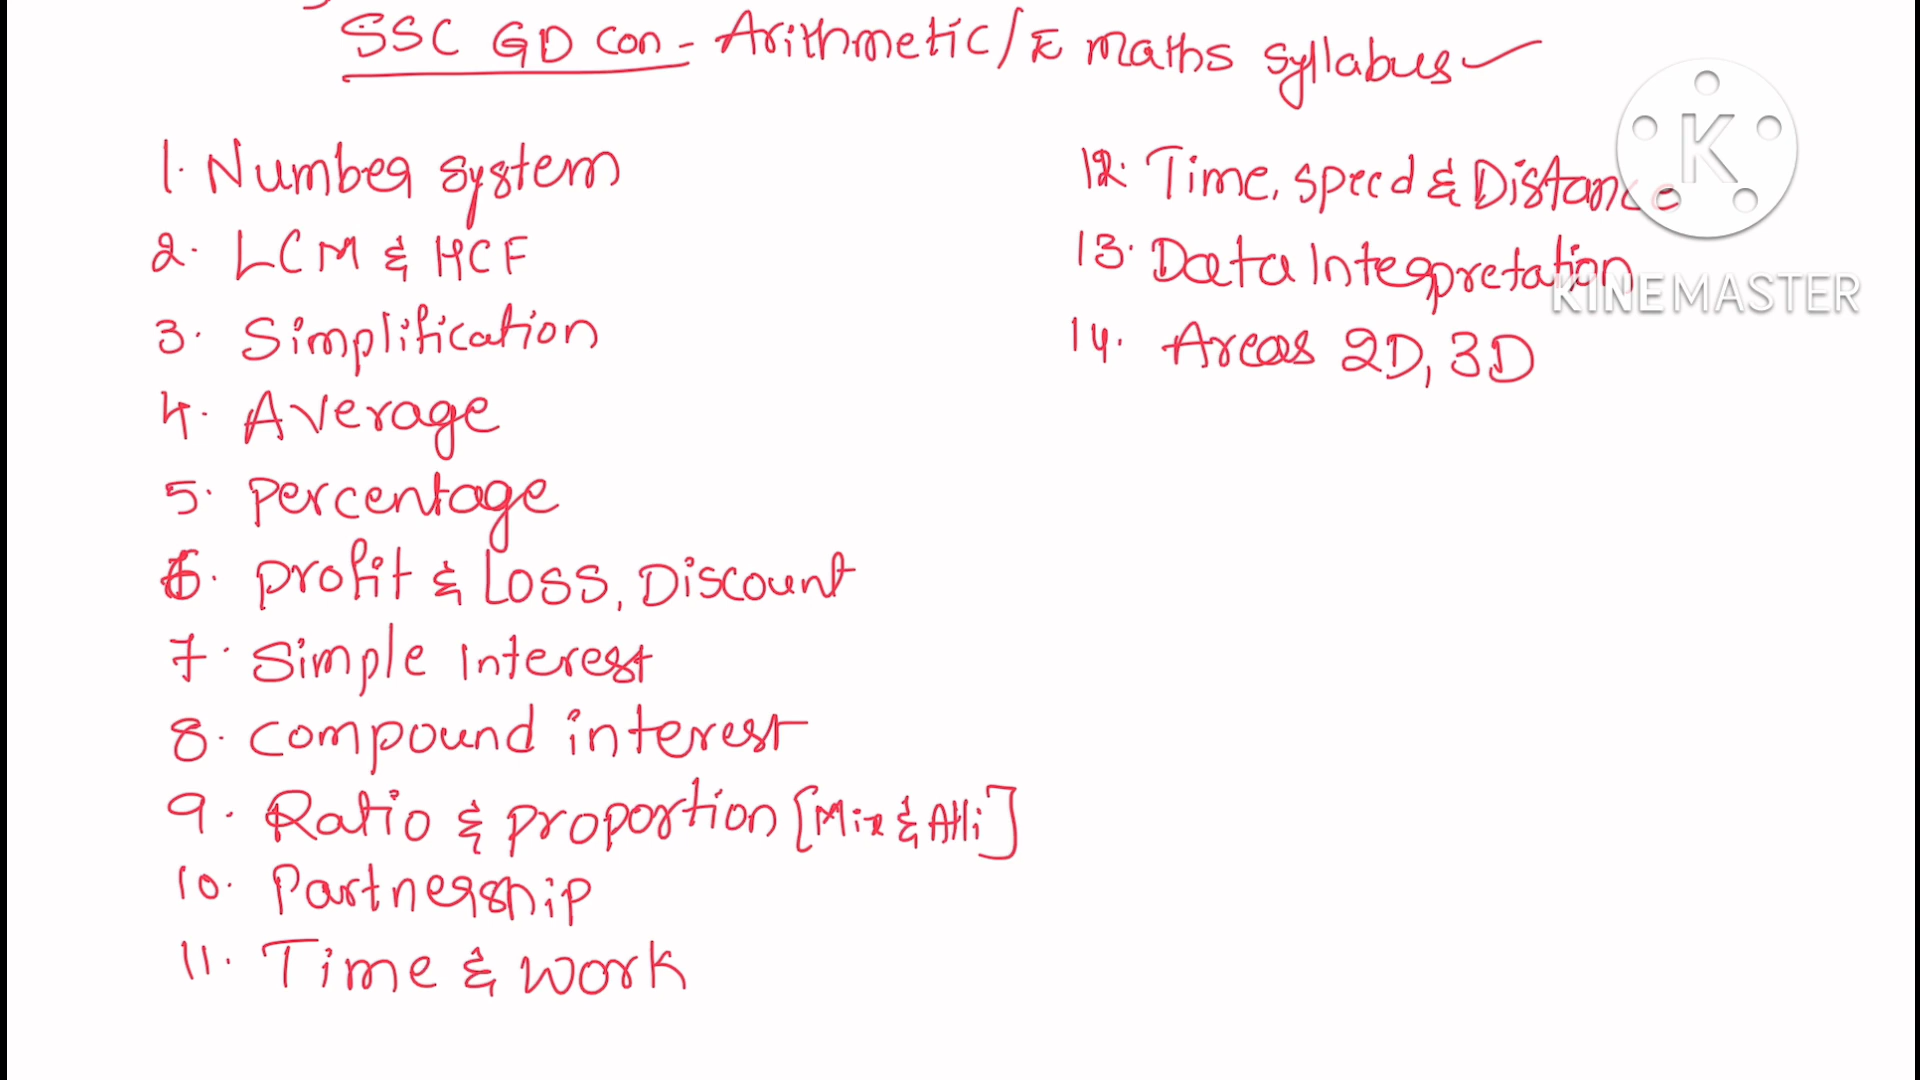 SSC GD Con - Arithmetic/E Maths Syllabus
1. Number System
2. LCM & HCF
3. Simplification
4. Average
5. Percentage
6. Profit & Loss, Discount
7. Simple Interest
8. Compound interest
9. Ratio & proportion [Mix & Alli]
10. Partnership
11. Time & Work
12. Time, Speed & Distance
13. Data Interpretation
14. Areas 2D, 3D
K
KINEMASTER